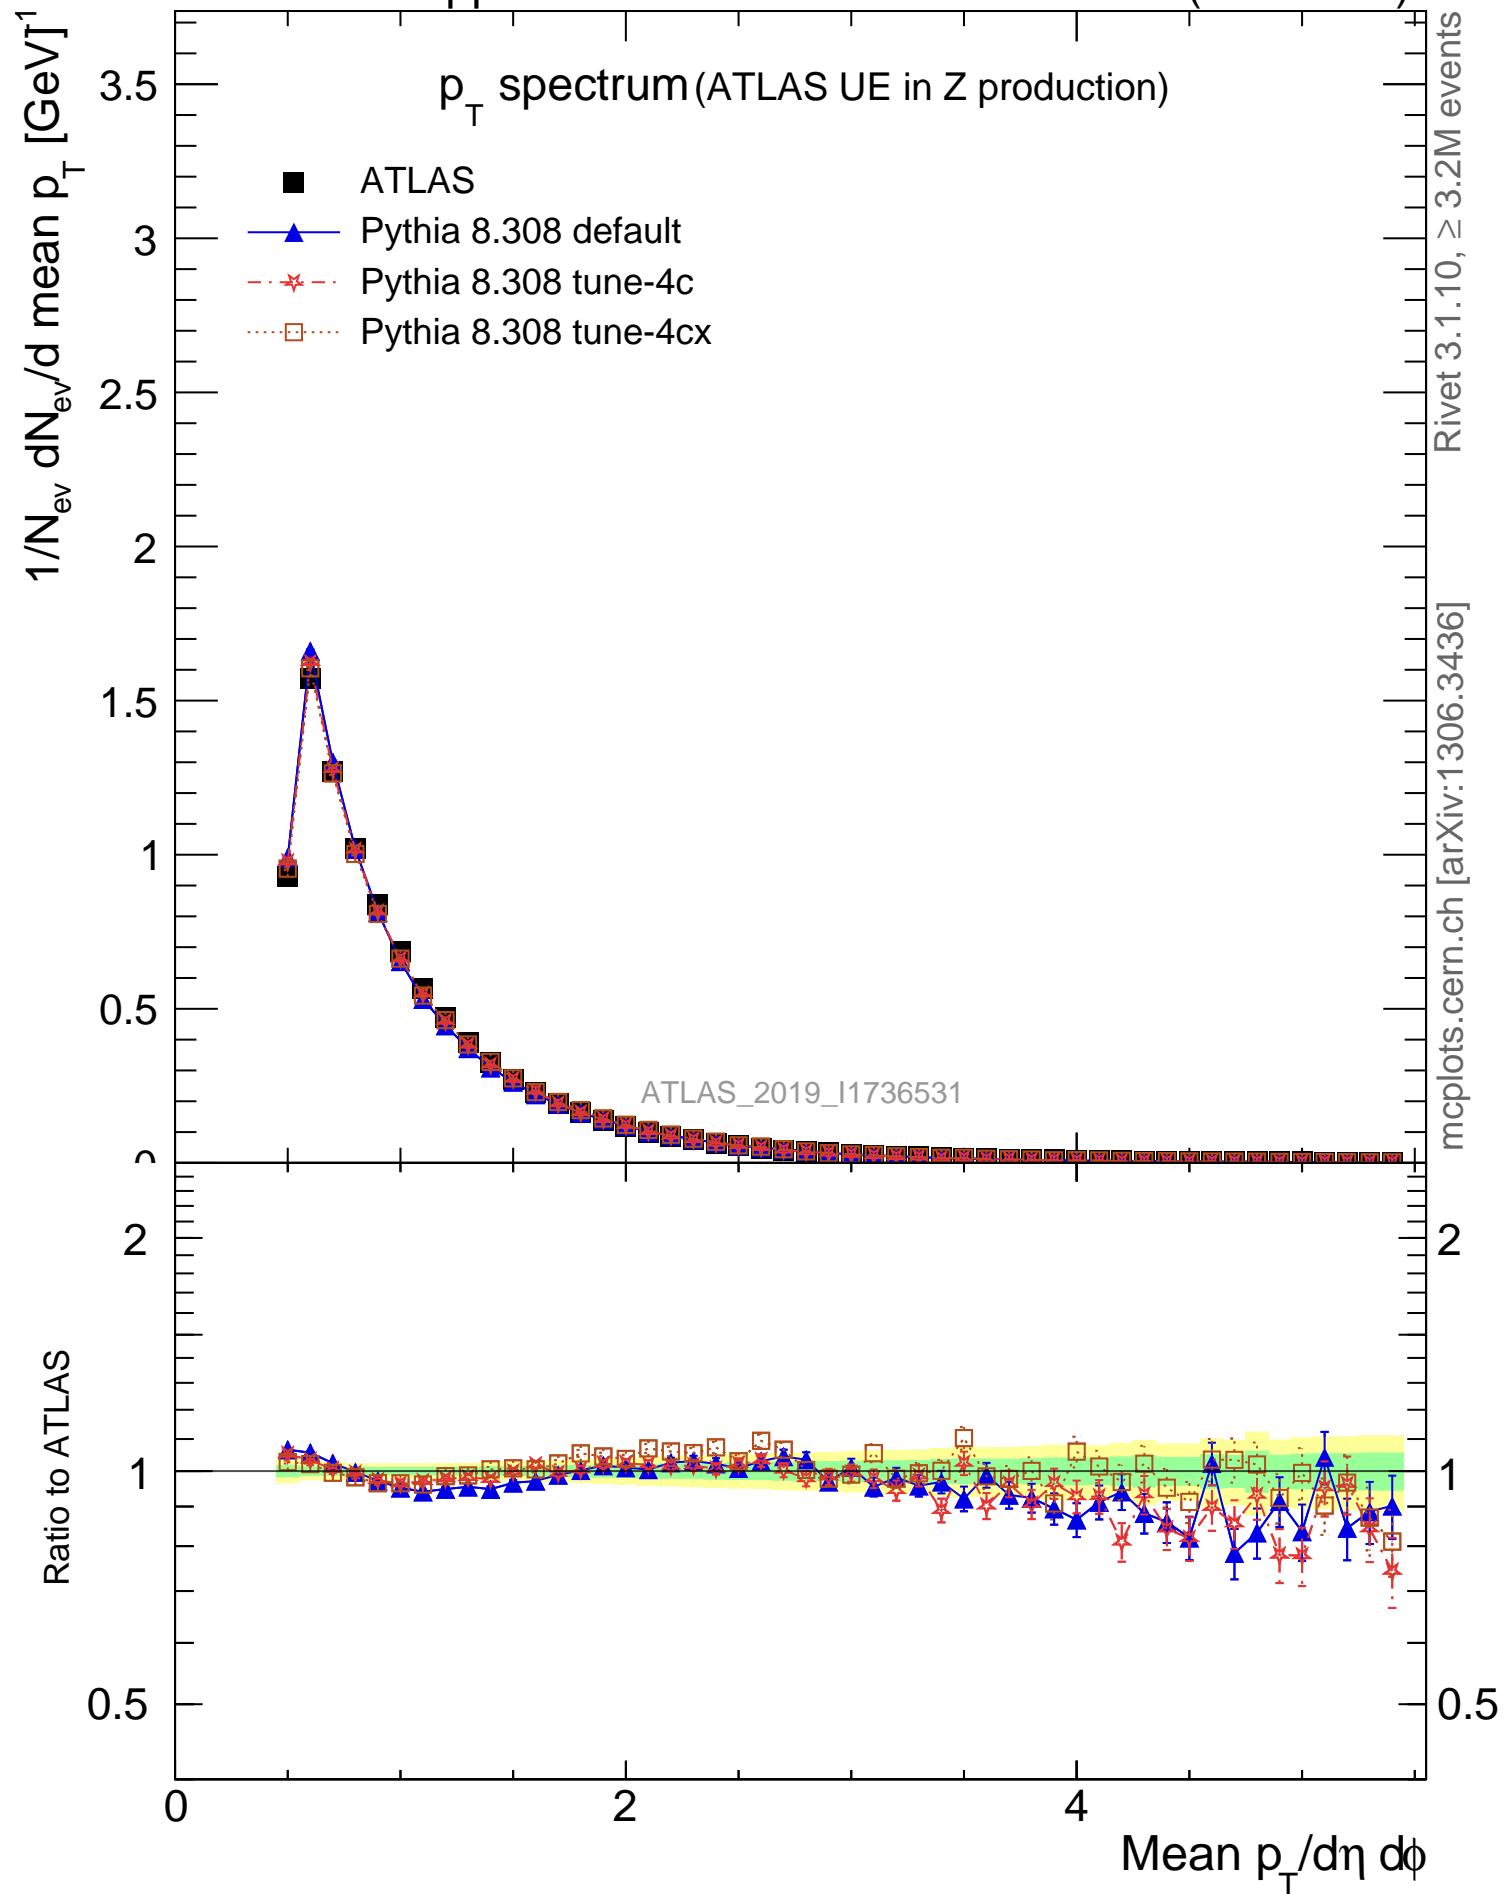 p_T spectrum (ATLAS UE in Z production)
ATLAS
Pythia 8.308 default
Pythia 8.308 tune-4c
Pythia 8.308 tune-4cx
1/N_ev dN_ev/d mean p_T [GeV]^-1
3.5
3
2.5
2
1.5
1
0.5
0
ATLAS_2019_I1736531
Rivet 3.1.10, ≥ 3.2M events
mcplots.cern.ch [arXiv:1306.3436]
Ratio to ATLAS
2
1
0.5
2
1
0.5
0
2
4
Mean p_T/dη dϕ